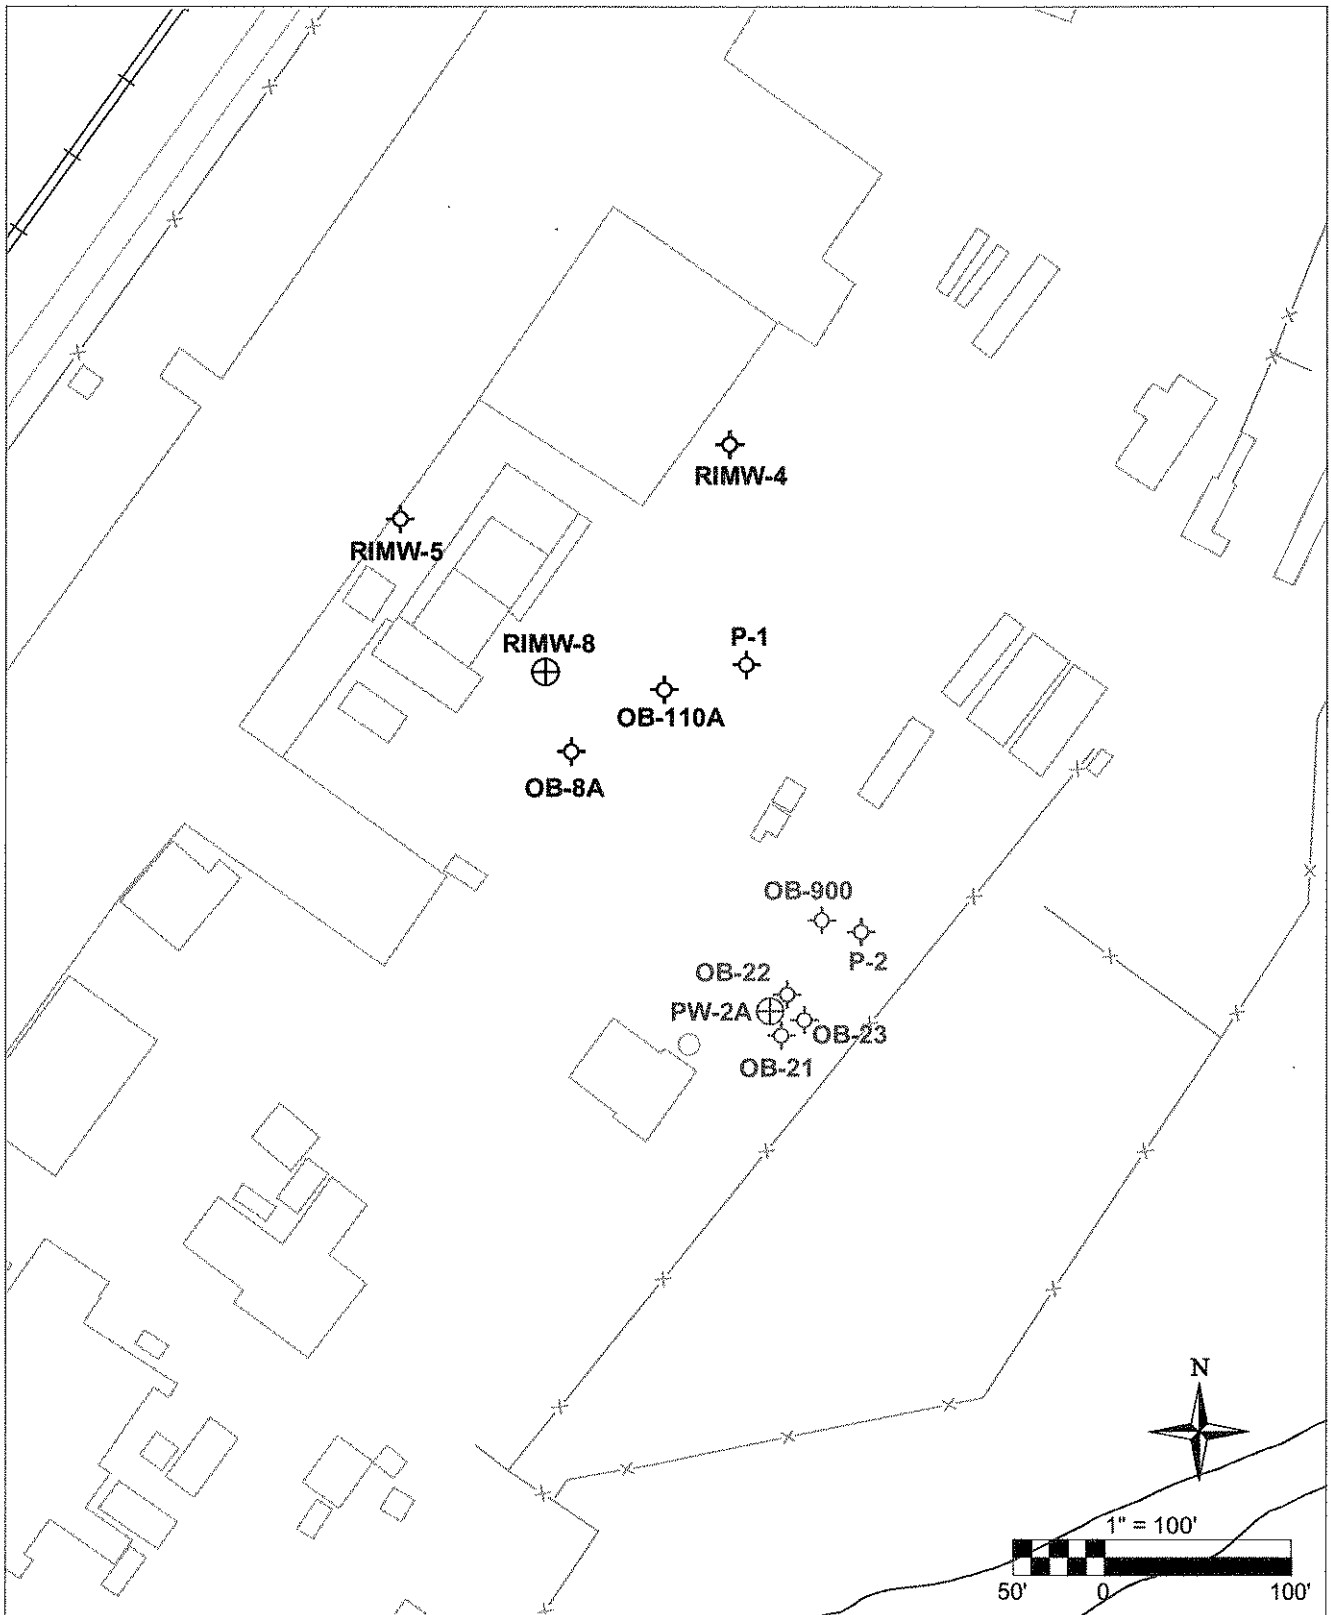 RIMW-4
RIMW-5
RIMW-8
P-1
OB-110A
OB-8A
OB-900
P-2
OB-22
PW-2A
OB-23
OB-21
N
1" = 100'
50' 0 100'